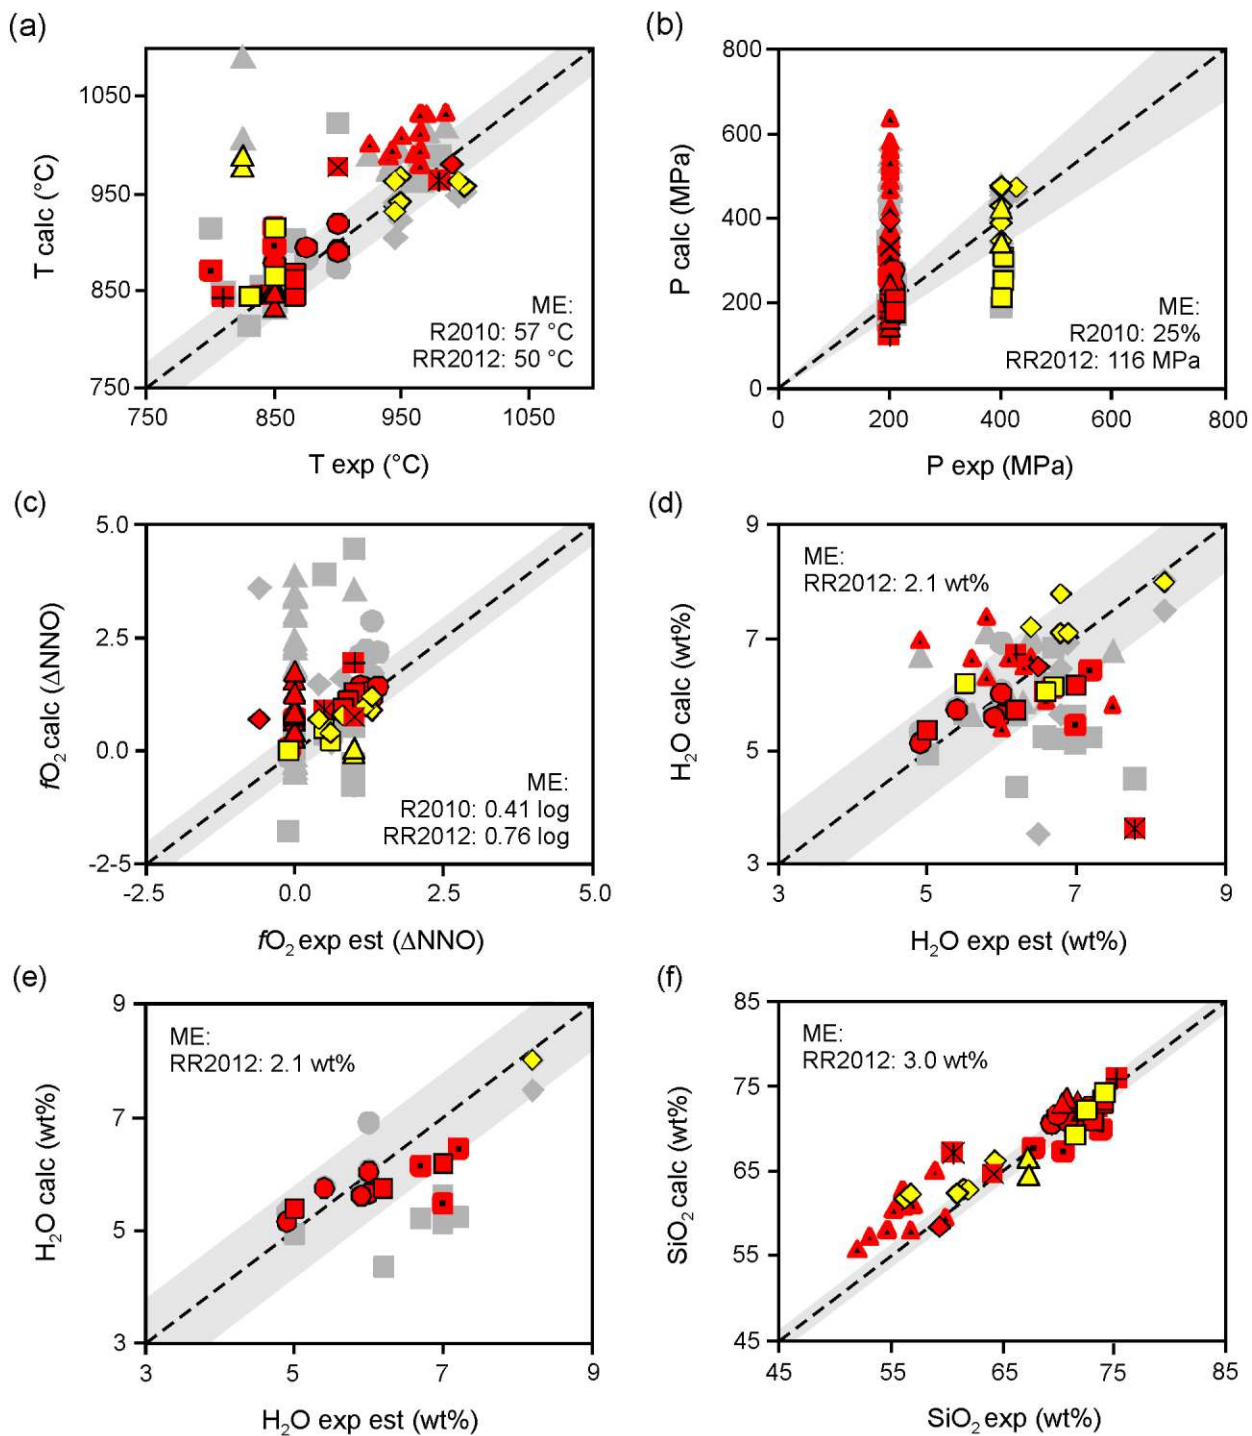 (a)
1050
950
850
750
T calc (°C)
ME:
R2010: 57 °C
RR2012: 50 °C
750
850
950
1050
T exp (°C)
(b)
800
600
400
200
0
P calc (MPa)
ME:
R2010: 25%
RR2012: 116 MPa
0
200
400
600
800
P exp (MPa)
(c)
5.0
2.5
0.0
-2-5
fO₂ calc (ΔNNO)
ME:
R2010: 0.41 log
RR2012: 0.76 log
-2.5
0.0
2.5
5.0
fO₂ exp est (ΔNNO)
(d)
9
7
5
3
H₂O calc (wt%)
ME:
RR2012: 2.1 wt%
3
5
7
9
H₂O exp est (wt%)
(e)
9
7
5
3
H₂O calc (wt%)
ME:
RR2012: 2.1 wt%
3
5
7
9
H₂O exp est (wt%)
(f)
85
75
65
55
45
SiO₂ calc (wt%)
ME:
RR2012: 3.0 wt%
45
55
65
75
85
SiO₂ exp (wt%)